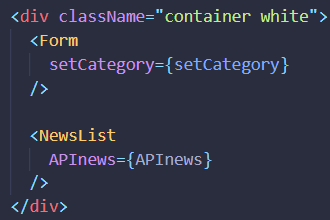 <div className="container white">
  <Form
    setCategory={setCategory}
  />

  <NewsList
    APInews={APInews}
  />
</div>